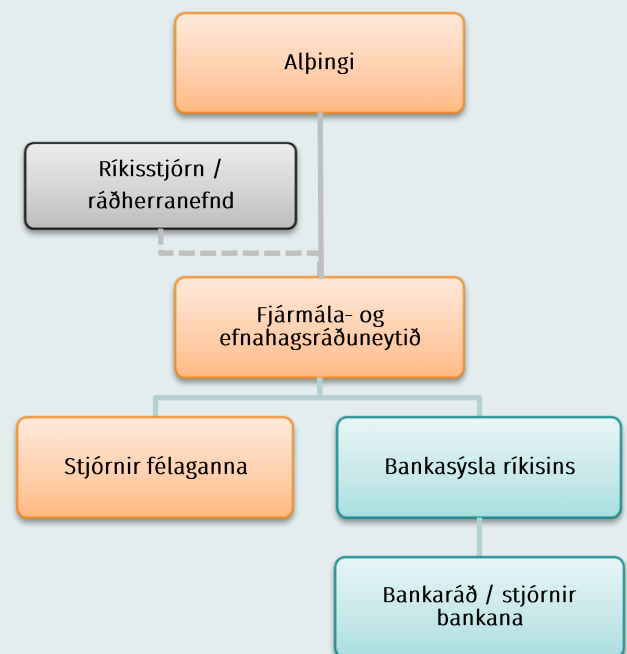 Alþingi
Ríkisstjórn /
ráðherranefnd
Fjármála- og
efnahagsráðuneytið
Stjórnir félaganna
Bankasýsla ríkisins
Bankaráð / stjórnir
bankana